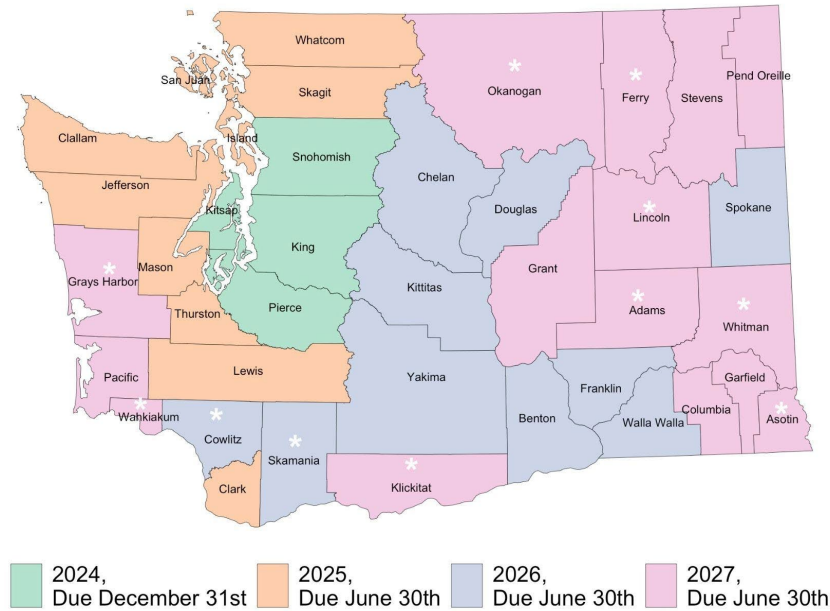 Whatcom
San Juan
Skagit
*
Okanogan
*
Ferry
Stevens
Pend Oreille
Clallam
Island
Snohomish
Chelan
Jefferson
Kitsap
Douglas
*
Lincoln
Spokane
King
*
Grays Harbor
Mason
Grant
Kittitas
Thurston
Pierce
*
Adams
*
Whitman
Pacific
Lewis
Yakima
Franklin
Garfield
*
Wahkiakum
*
Cowlitz
*
Skamania
Benton
Walla Walla
Columbia
*
Asotin
Clark
*
Klickitat
2024,
Due December 31st
2025,
Due June 30th
2026,
Due June 30th
2027,
Due June 30th